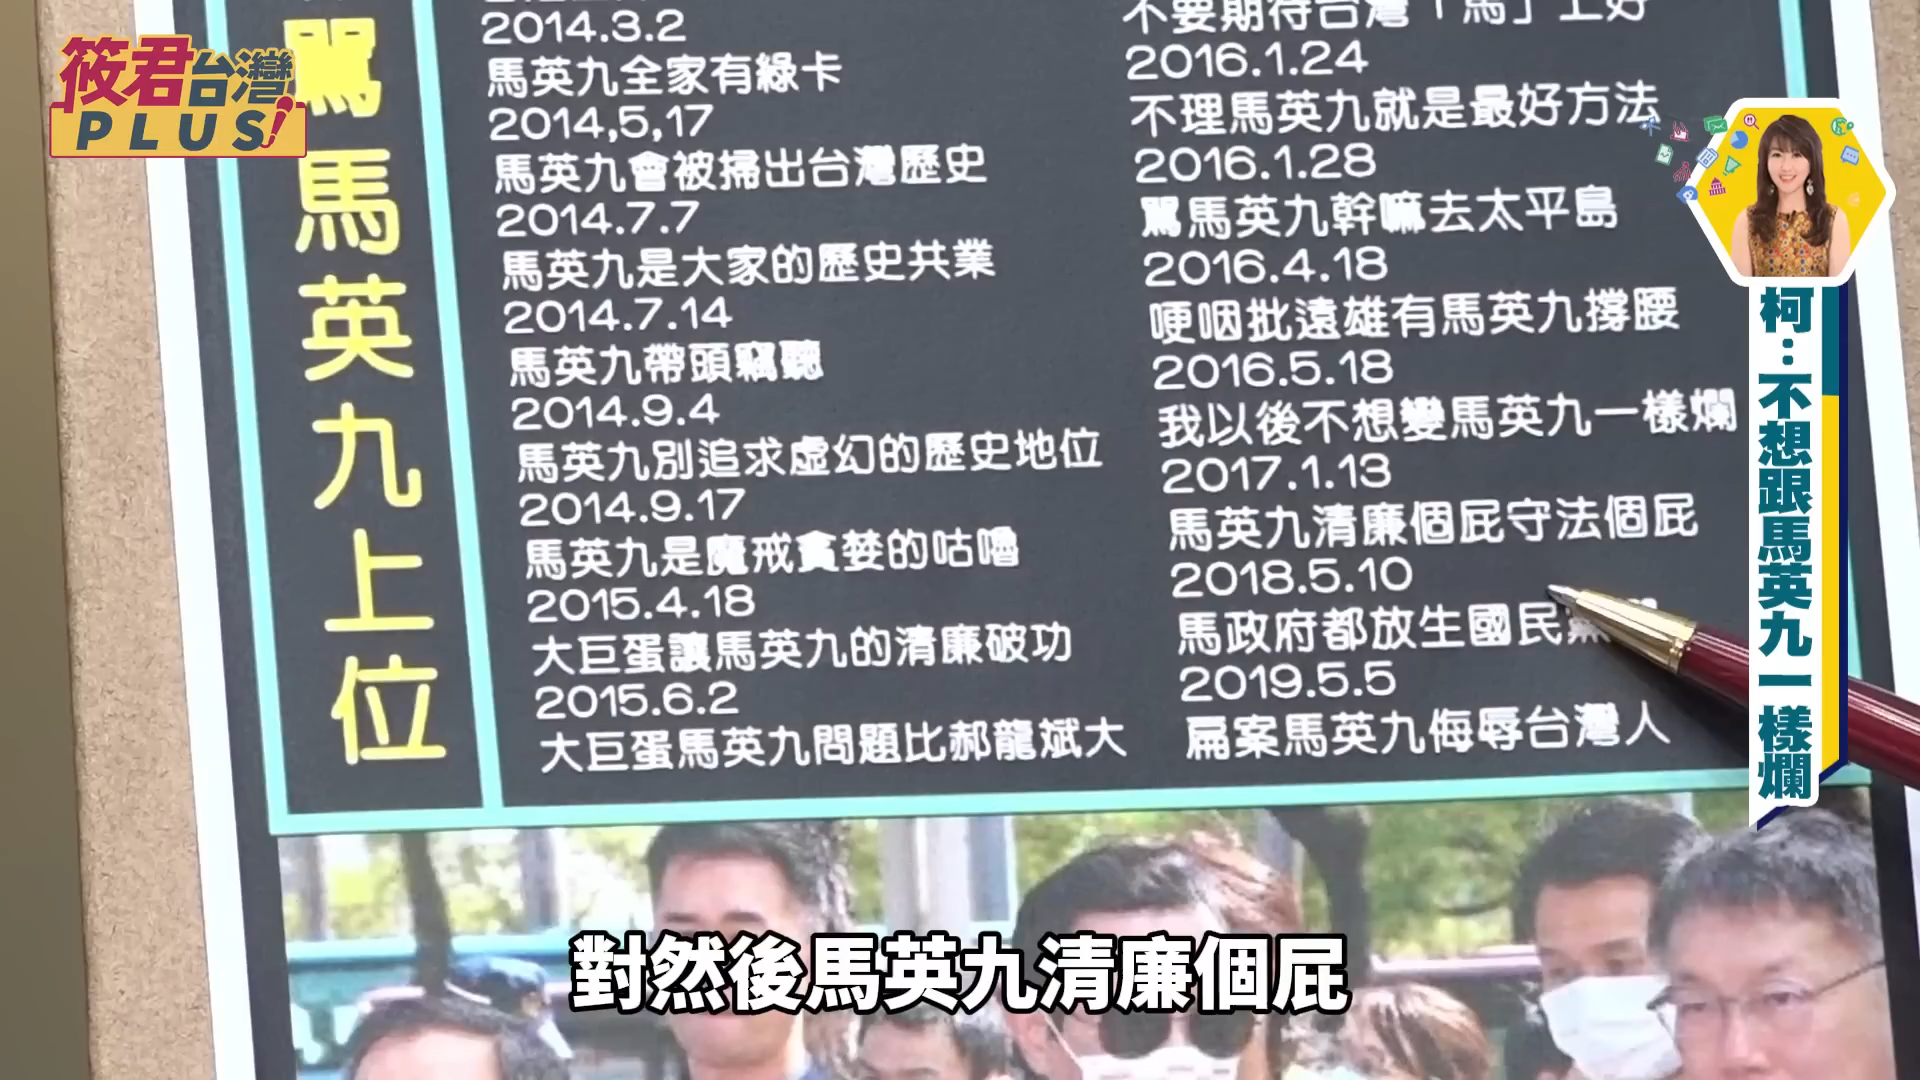 筱君台灣
PLUS!
罵馬英九上位
2014.3.2
馬英九全家有綠卡
2014,5,17
馬英九會被掃出台灣歷史
2014.7.7
馬英九是大家的歷史共業
2014.7.14
馬英九帶頭竊聽
2014.9.4
馬英九別追求虛幻的歷史地位
2014.9.17
馬英九是魔戒貪婪的咕嚕
2015.4.18
大巨蛋讓馬英九的清廉破功
2015.6.2
大巨蛋馬英九問題比郝龍斌大
不要期待台灣「馬」上好
2016.1.24
不理馬英九就是最好方法
2016.1.28
罵馬英九幹嘛去太平島
2016.4.18
哽咽批遠雄有馬英九撐腰
2016.5.18
我以後不想變馬英九一樣爛
2017.1.13
馬英九清廉個屁守法個屁
2018.5.10
馬政府都放生國民黨
2019.5.5
扁案馬英九侮辱台灣人
柯:不想跟馬英九一樣爛
對然後馬英九清廉個屁